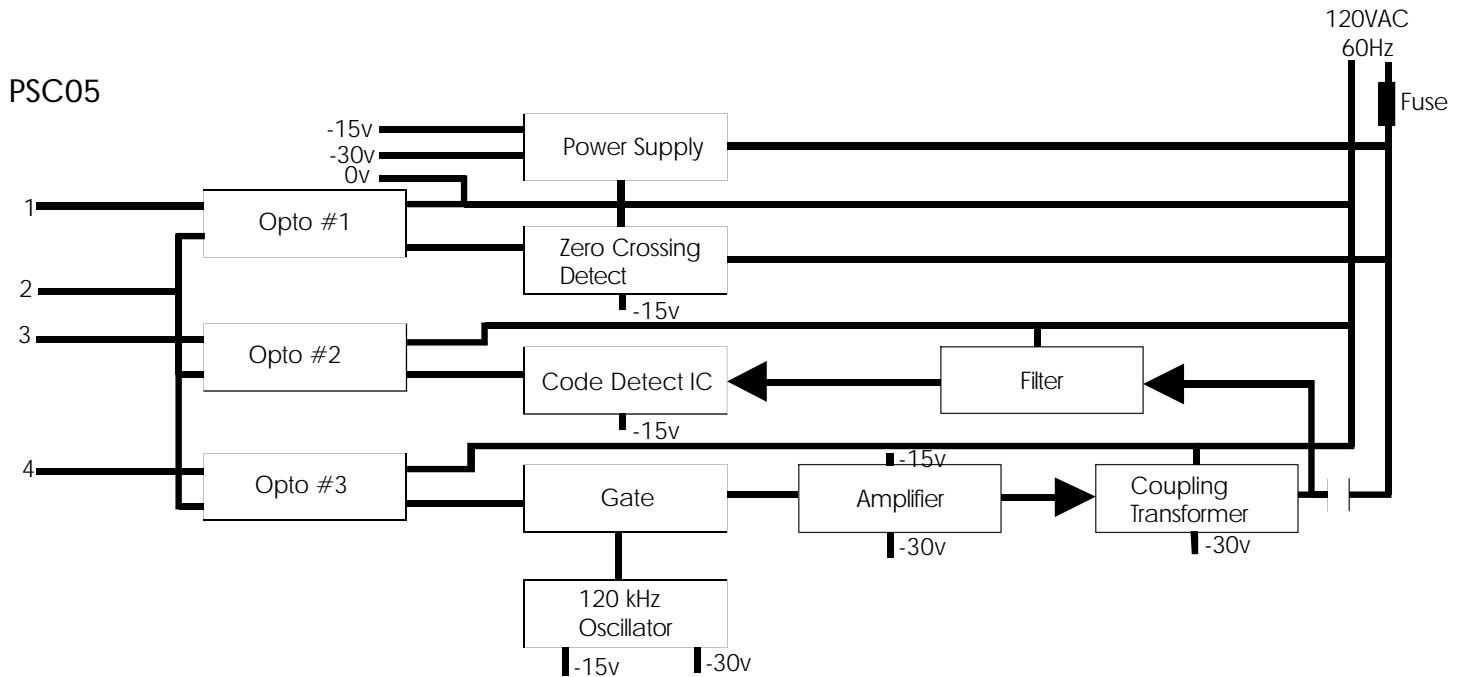 120VAC
60Hz
PSC05
Fuse
-15v
Power Supply
-30v
0v
1
Opto #1
Zero Crossing
Detect
2
-15v
3
Opto #2
Code Detect IC
Filter
-15v
4
Opto #3
-15v
Gate
Amplifier
Coupling
Transformer
-30v
-30v
120 kHz
Oscillator
-15v
-30v